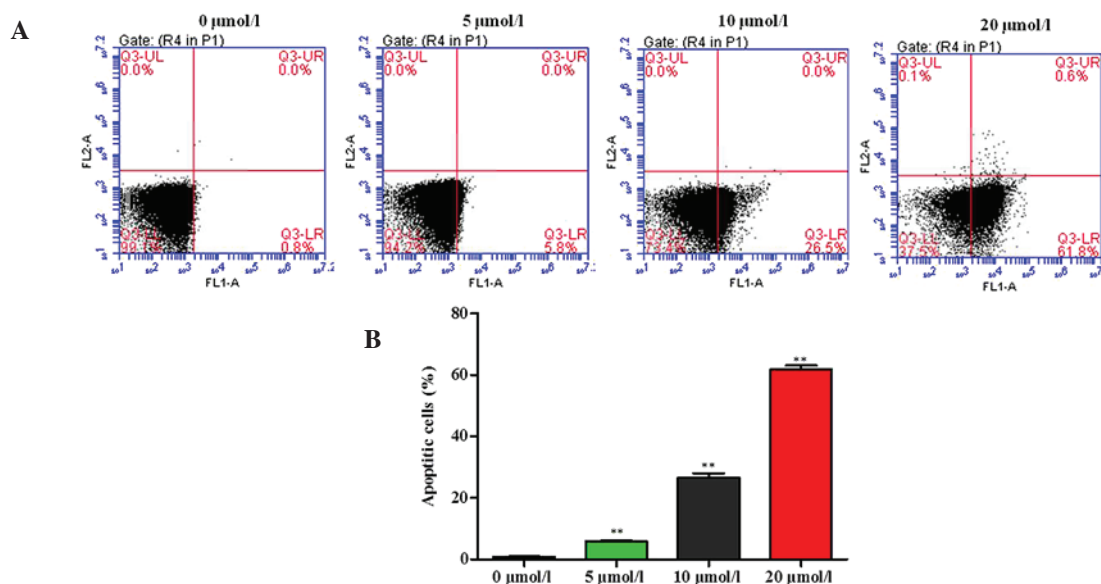 A
0 µmol/l
5 µmol/l
10 µmol/l
20 µmol/l
Gate: (R4 in P1)
Q3-UL
0.0%
Q3-UR
0.0%
Q3-LR
0.8%
FL2-A
FL1-A
Gate: (R4 in P1)
Q3-UL
0.0%
Q3-UR
0.0%
94.2%
Q3-LR
5.8%
FL2-A
FL1-A
Gate: (R4 in P1)
Q3-UL
0.0%
Q3-UR
0.0%
73.4%
Q3-LR
26.5%
FL2-A
FL1-A
Gate: (R4 in P1)
Q3-UL
0.1%
Q3-UR
0.6%
Q3-LL
37.5%
Q3-LR
61.8%
FL2-A
FL1-A
B
Apoptitic cells (%)
80
60
40
20
0
**
**
**
0 µmol/l
5 µmol/l
10 µmol/l
20 µmol/l